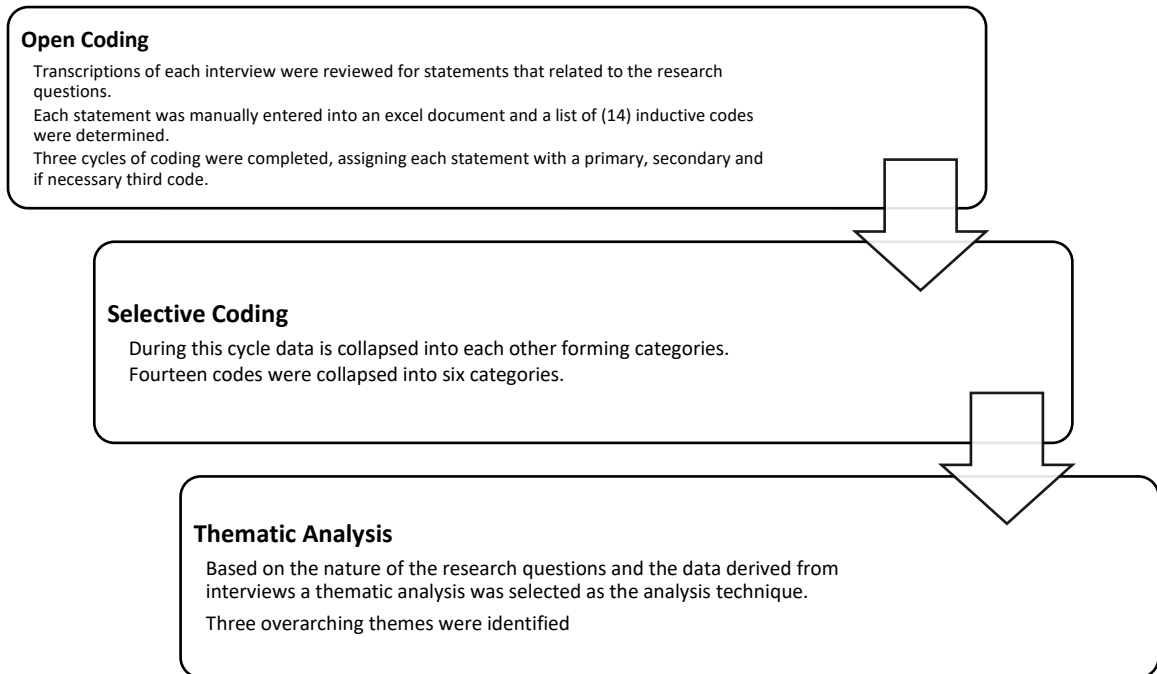 Open Coding
Transcriptions of each interview were reviewed for statements that related to the research
questions.
Each statement was manually entered into an excel document and a list of (14) inductive codes
were determined.
Three cycles of coding were completed, assigning each statement with a primary, secondary and
if necessary third code.
Selective Coding
During this cycle data is collapsed into each other forming categories.
Fourteen codes were collapsed into six categories.
Thematic Analysis
Based on the nature of the research questions and the data derived from
interviews a thematic analysis was selected as the analysis technique.
Three overarching themes were identified